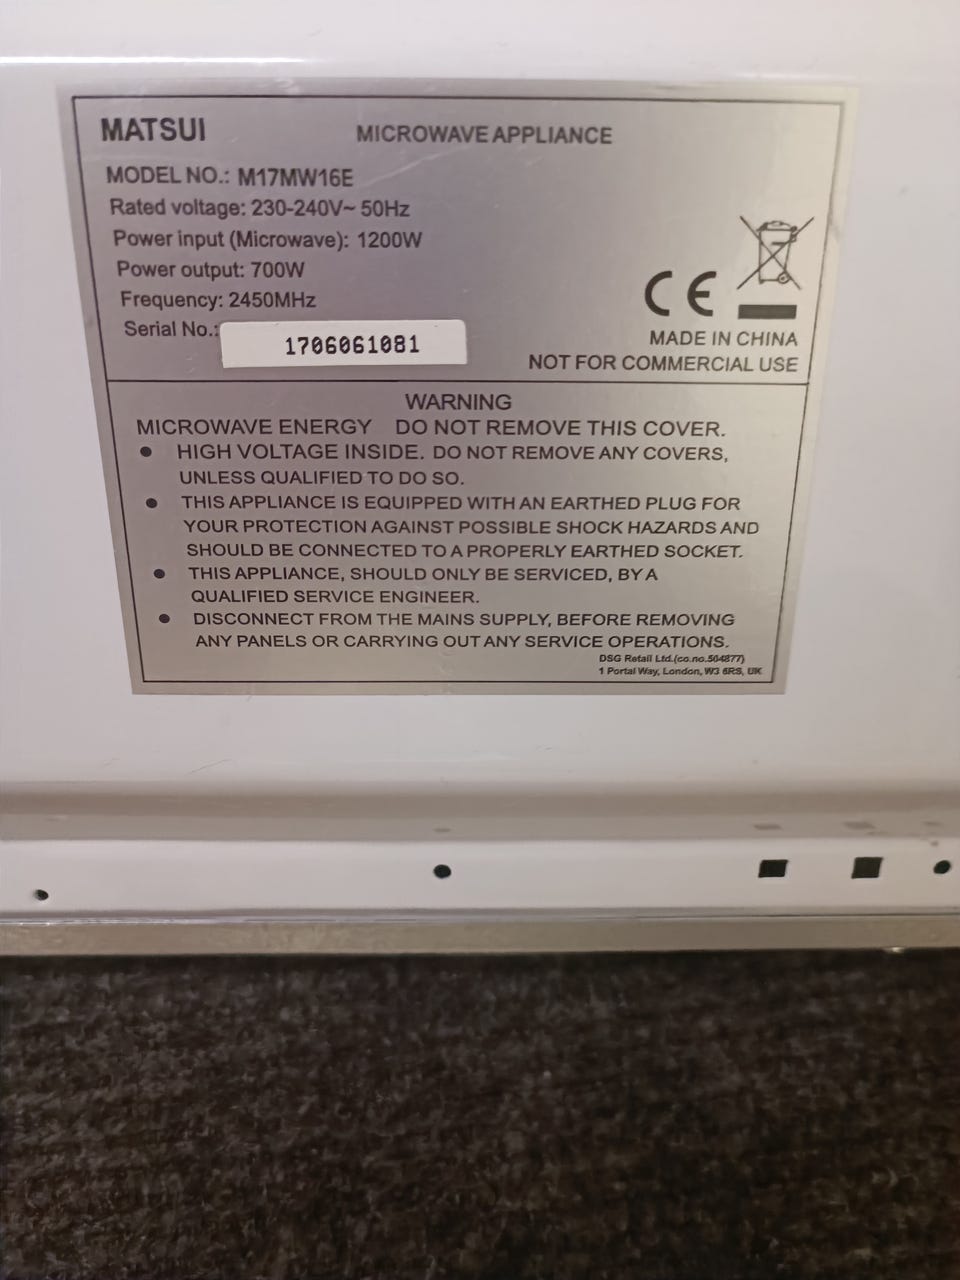 MATSUI MICROWAVE APPLIANCE
MODEL NO.: M17MW16E
Rated voltage: 230-240V~ 50Hz
Power input (Microwave): 1200W
Power output: 700W
Frequency: 2450MHz
Serial No.: 1706061081
CE
MADE IN CHINA
NOT FOR COMMERCIAL USE
WARNING
MICROWAVE ENERGY DO NOT REMOVE THIS COVER.
● HIGH VOLTAGE INSIDE. DO NOT REMOVE ANY COVERS,
UNLESS QUALIFIED TO DO SO.
● THIS APPLIANCE IS EQUIPPED WITH AN EARTHED PLUG FOR
YOUR PROTECTION AGAINST POSSIBLE SHOCK HAZARDS AND
SHOULD BE CONNECTED TO A PROPERLY EARTHED SOCKET.
● THIS APPLIANCE, SHOULD ONLY BE SERVICED, BY A
QUALIFIED SERVICE ENGINEER.
● DISCONNECT FROM THE MAINS SUPPLY, BEFORE REMOVING
ANY PANELS OR CARRYING OUT ANY SERVICE OPERATIONS.
DSG Retail Ltd.(co.no.504877)
1 Portal Way, London, W3 6RS, UK